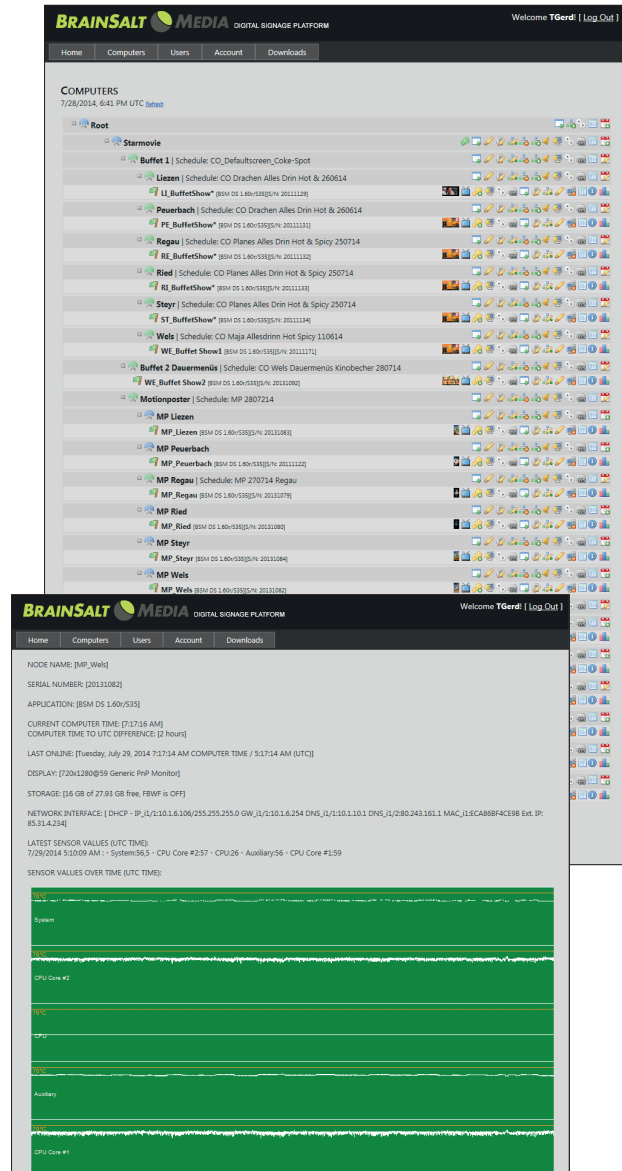 BRAINSALT MEDIA DIGITAL SIGNAGE PLATFORM
Welcome TGerd! [ Log Out ]
Home Computers Users Account Downloads
COMPUTERS
7/28/2014, 6:41 PM UTC Refresh
Root
Starmovie
Buffet 1 | Schedule: CO_Defaultscreen_Coke-Spot
Liezen | Schedule: CO Drachen Alles Drin Hot & 260614
LI_BuffetShow* [BSM DS 1.60r/S35][S/N: 20111129]
Peuerbach | Schedule: CO Drachen Alles Drin Hot & 260614
PE_BuffetShow* [BSM DS 1.60r/S35][S/N: 20111131]
Regau | Schedule: CO Planes Alles Drin Hot & Spicy 250714
RE_BuffetShow* [BSM DS 1.60r/S35][S/N: 20111132]
Ried | Schedule: CO Planes Alles Drin Hot & Spicy 250714
RI_BuffetShow* [BSM DS 1.60r/S35][S/N: 20111133]
Steyr | Schedule: CO Planes Alles Drin Hot & Spicy 250714
ST_BuffetShow* [BSM DS 1.60r/S35][S/N: 20111134]
Wels | Schedule: CO Maja Allesdrinn Hot Spicy 110614
WE_Buffet Show1 [BSM DS 1.60r/S35][S/N: 20111171]
Buffet 2 Dauermenüs | Schedule: CO Wels Dauermenüs Kinobecher 280714
WE_Buffet Show2 [BSM DS 1.60r/S35][S/N: 20131092]
Motionposter | Schedule: MP 2807214
MP Liezen
MP_Liezen [BSM DS 1.60r/S35][S/N: 20131083]
MP Peuerbach
MP_Peuerbach [BSM DS 1.60r/S35][S/N: 20111122]
MP Regau | Schedule: MP 270714 Regau
MP_Regau [BSM DS 1.60r/S35][S/N: 20131079]
MP Ried
MP_Ried [BSM DS 1.60r/S35][S/N: 20131080]
MP Steyr
MP_Steyr [BSM DS 1.60r/S35][S/N: 20131084]
MP Wels
MP_Wels [BSM DS 1.60r/S35][S/N: 20131082]
BRAINSALT MEDIA DIGITAL SIGNAGE PLATFORM
Welcome TGerd! [ Log Out ]
Home Computers Users Account Downloads
NODE NAME: [MP_Wels]
SERIAL NUMBER: [20131082]
APPLICATION: [BSM DS 1.60r/S35]
CURRENT COMPUTER TIME: [7:17:16 AM]
COMPUTER TIME TO UTC DIFFERENCE: [2 hours]
LAST ONLINE: [Tuesday, July 29, 2014 7:17:14 AM COMPUTER TIME / 5:17:14 AM (UTC)]
DISPLAY: [720x1280@59 Generic PnP Monitor]
STORAGE: [16 GB of 27.93 GB free, FBWF is OFF]
NETWORK INTERFACE: [ DHCP - IP_i1/1:10.1.6.106/255.255.255.0 GW_i1/1:10.1.6.254 DNS_i1/1:10.1.10.1 DNS_i1/2:80.243.161.1 MAC_i1:ECA86BF4CE9B Ext. IP:
85.31.4.234]
LATEST SENSOR VALUES (UTC TIME):
7/29/2014 5:10:09 AM : - System:56,5 - CPU Core #2:57 - CPU:26 - Auxiliary:56 - CPU Core #1:59
SENSOR VALUES OVER TIME (UTC TIME):
70°C
System
70°C
CPU Core #2
70°C
CPU
70°C
Auxiliary
70°C
CPU Core #1